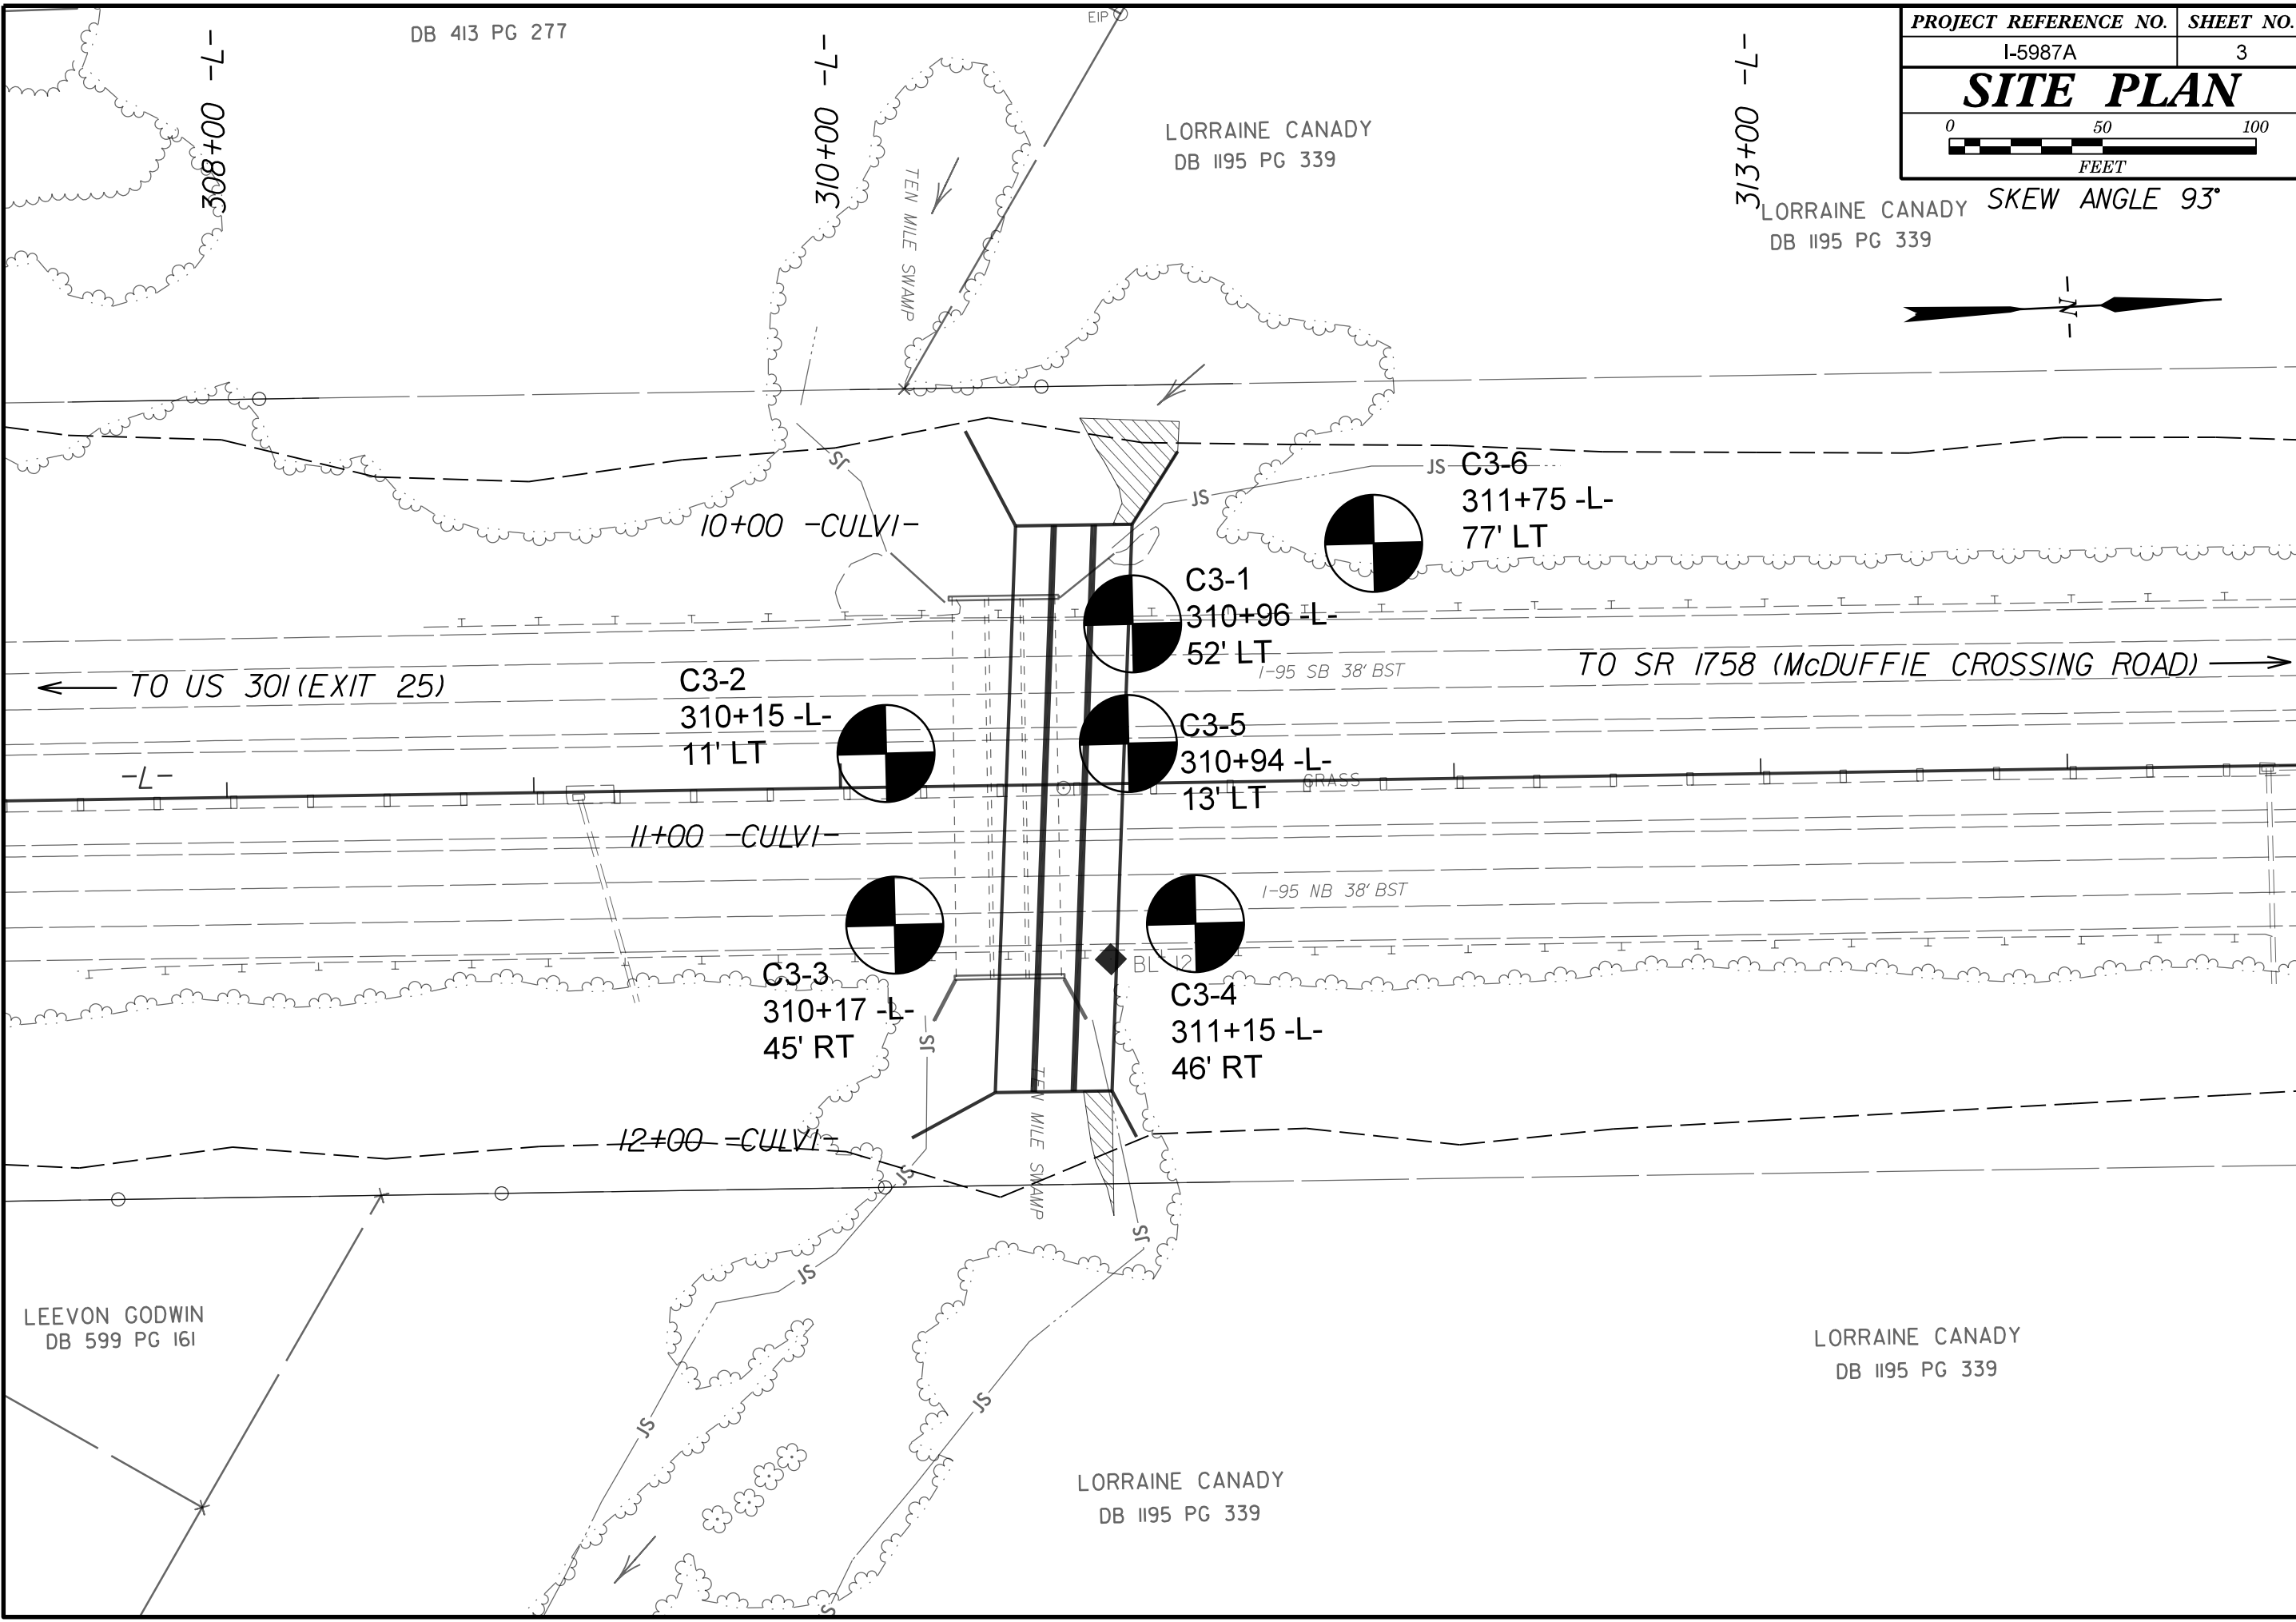 PROJECT REFERENCE NO.
SHEET NO.
I-5987A
3
SITE PLAN
0 50 100
FEET
SKEW ANGLE 93°
DB 413 PG 277
EIP
308+00 -L-
310+00 -L-
313+00 -L-
LORRAINE CANADY
DB 1195 PG 339
LORRAINE CANADY
DB 1195 PG 339
TEN MILE SWAMP
-N-
JS
JS
JS
C3-6
311+75 -L-
77' LT
10+00 -CULV1-
C3-1
310+96 -L-
52' LT
I-95 SB 38' BST
TO US 301 (EXIT 25)
TO SR 1758 (McDUFFIE CROSSING ROAD)
C3-2
310+15 -L-
11' LT
C3-5
310+94 -L-
13' LT
GRASS
-L-
11+00 -CULV1-
I-95 NB 38' BST
BL 12
C3-3
310+17 -L-
45' RT
C3-4
311+15 -L-
46' RT
JS
TEN MILE SWAMP
12+00 -CULV1-
JS
JS
JS
JS
JS
LEEVON GODWIN
DB 599 PG 161
LORRAINE CANADY
DB 1195 PG 339
LORRAINE CANADY
DB 1195 PG 339